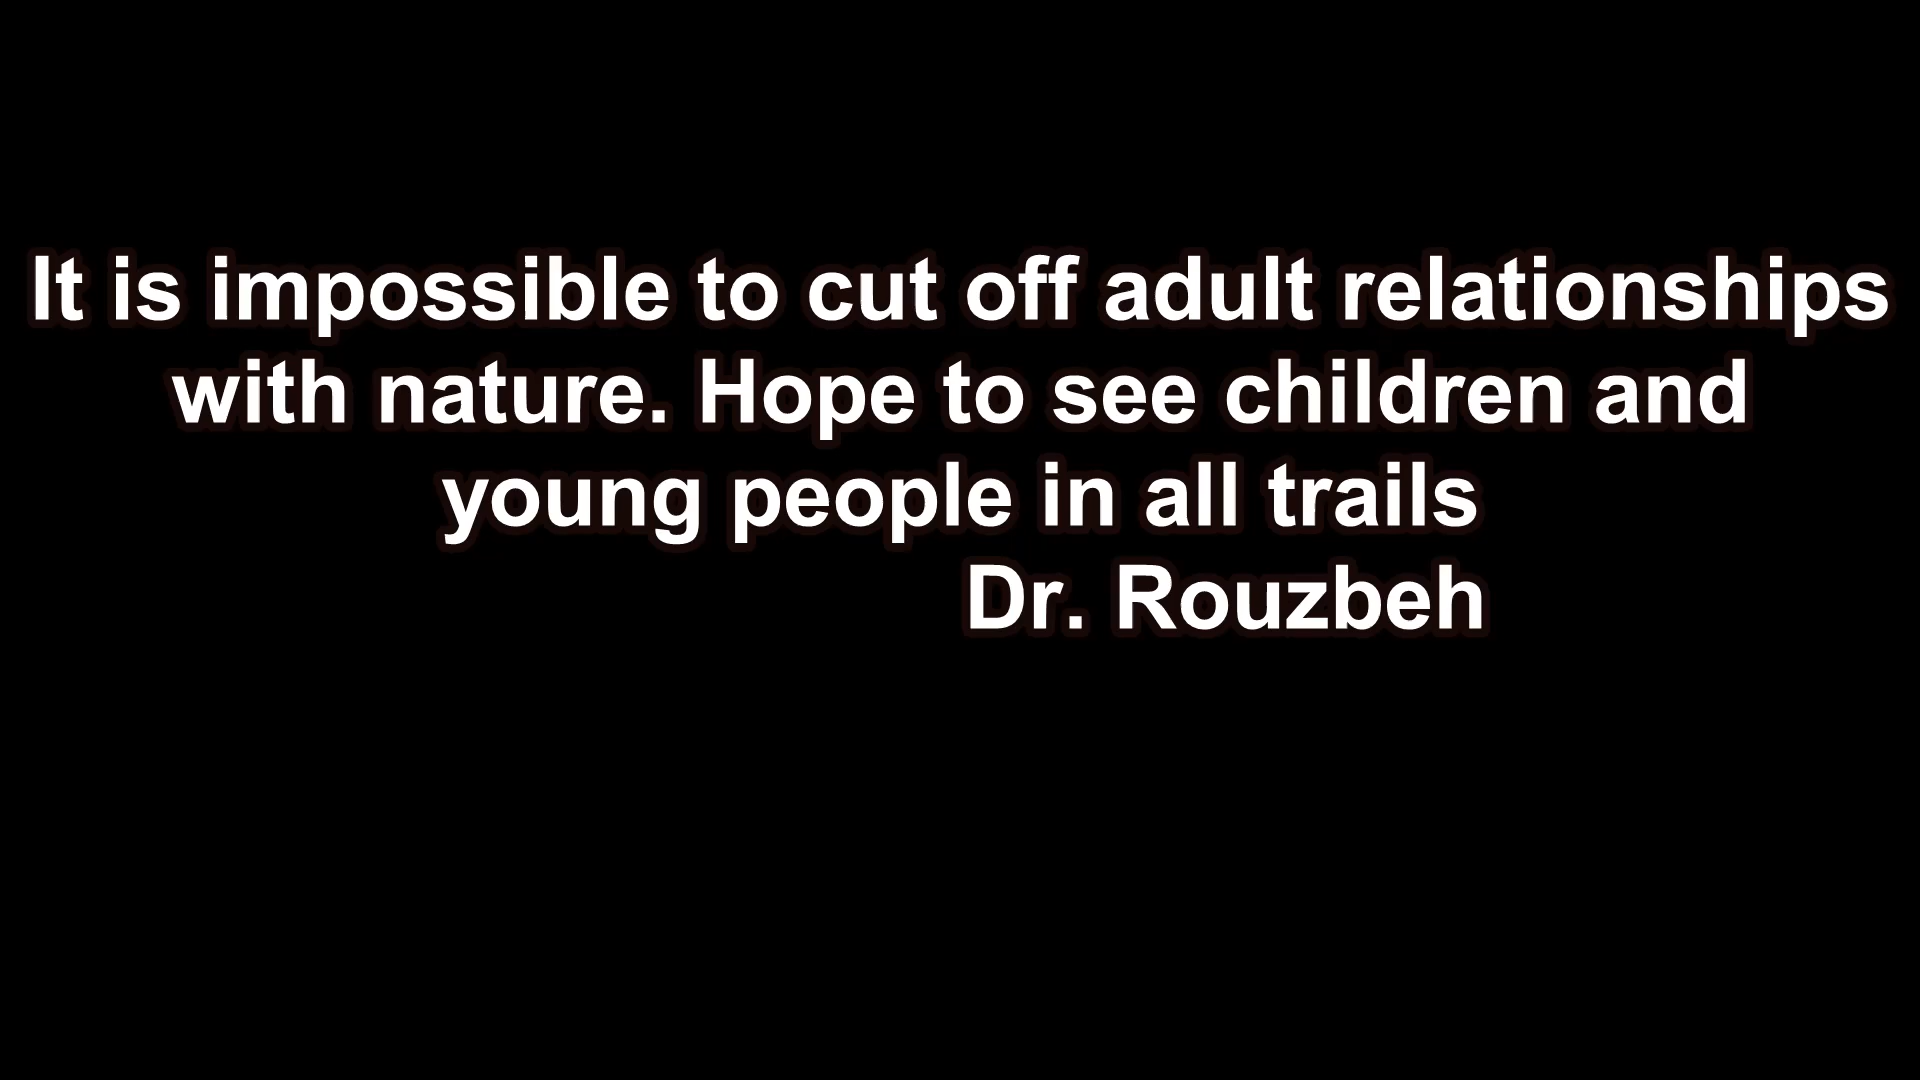 It is impossible to cut off adult relationships
with nature. Hope to see children and
young people in all trails
Dr. Rouzbeh